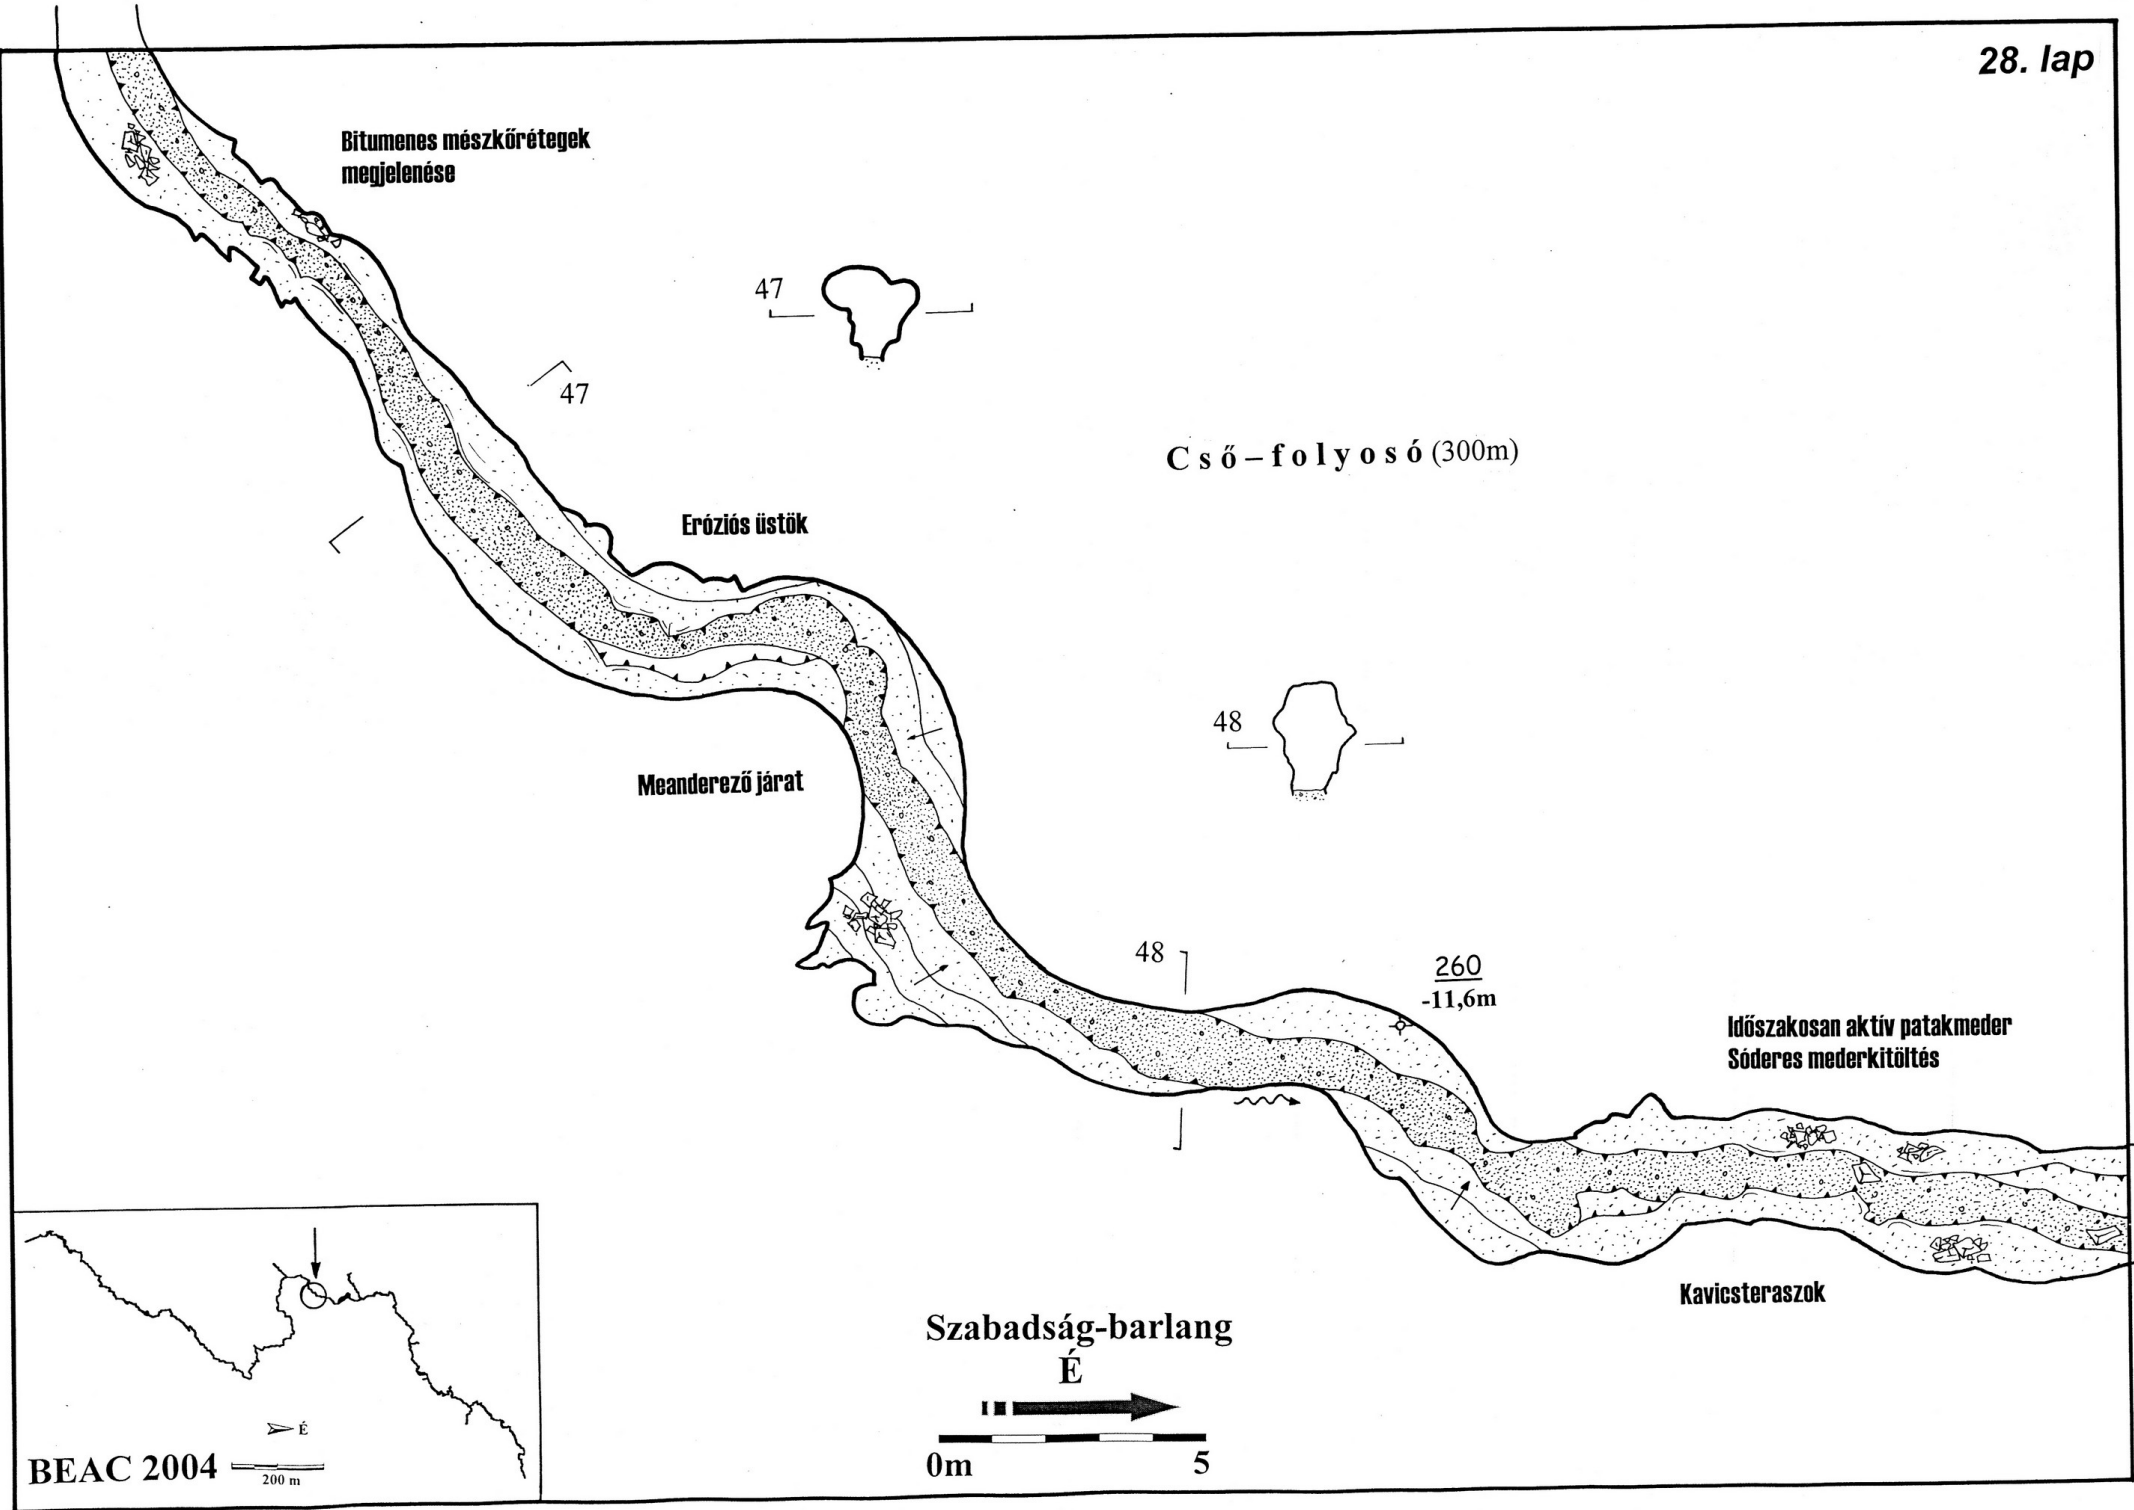 28. lap
Bitumenes mészkőrétegek
megjelenése
47
47
Cső–folyosó (300m)
Eróziós üstök
48
Meanderező járat
48
260
-11,6m
Időszakosan aktív patakmeder
Sóderes mederkitöltés
Kavicsteraszok
Szabadság-barlang
É
0m 5
É
BEAC 2004
200 m